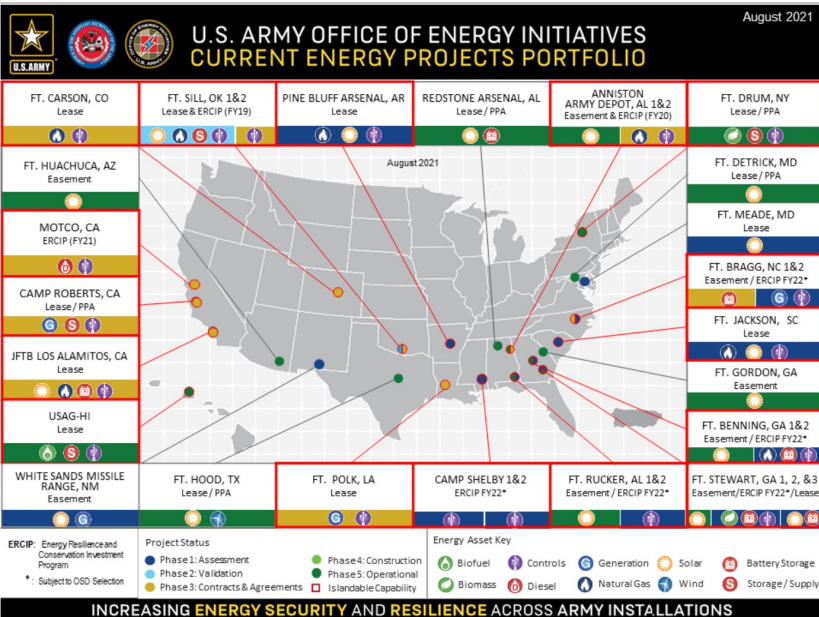 August 2021
U.S. ARMY OFFICE OF ENERGY INITIATIVES
CURRENT ENERGY PROJECTS PORTFOLIO
U.S.ARMY
FT. CARSON, CO
Lease
FT. SILL, OK 1&2
Lease & ERCIP (FY19)
PINE BLUFF ARSENAL, AR
Lease
REDSTONE ARSENAL, AL
Lease / PPA
ANNISTON
ARMY DEPOT, AL 1&2
Easement & ERCIP (FY20)
FT. DRUM, NY
Lease / PPA
FT. HUACHUCA, AZ
Easement
August 2021
FT. DETRICK, MD
Lease / PPA
MOTCO, CA
ERCIP (FY21)
FT. MEADE, MD
Lease
CAMP ROBERTS, CA
Lease / PPA
FT. BRAGG, NC 1&2
Easement / ERCIP FY22*
JFTB LOS ALAMITOS, CA
Lease
FT. JACKSON, SC
Lease
USAG-HI
Lease
FT. GORDON, GA
Easement
FT. BENNING, GA 1&2
Easement / ERCIP FY22*
WHITE SANDS MISSILE
RANGE, NM
Easement
FT. HOOD, TX
Lease / PPA
FT. POLK, LA
Lease
CAMP SHELBY 1&2
ERCIP FY22*
FT. RUCKER, AL 1&2
Easement / ERCIP FY22*
FT. STEWART, GA 1, 2, &3
Easement/ERCIP FY22*/Lease
ERCIP: Energy Resilience and
Conservation Investment
Program
* : Subject to OSD Selection
Project Status
Phase 1: Assessment
Phase 2: Validation
Phase 3: Contracts & Agreements
Phase 4: Construction
Phase 5: Operational
Islandable Capability
Energy Asset Key
Biofuel
Controls
Generation
Solar
Battery Storage
Biomass
Diesel
Natural Gas
Wind
Storage / Supply
INCREASING ENERGY SECURITY AND RESILIENCE ACROSS ARMY INSTALLATIONS